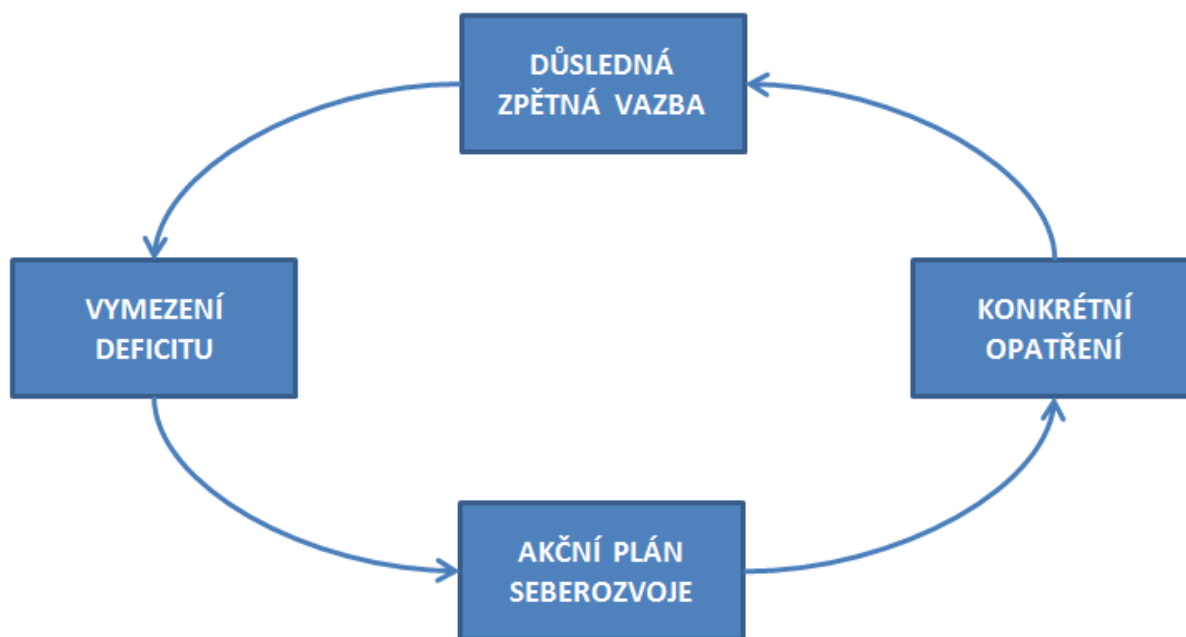 DŮSLEDNÁ
ZPĚTNÁ VAZBA
VYMEZENÍ
DEFICITU
KONKRÉTNÍ
OPATŘENÍ
AKČNÍ PLÁN
SEBEROZVOJE